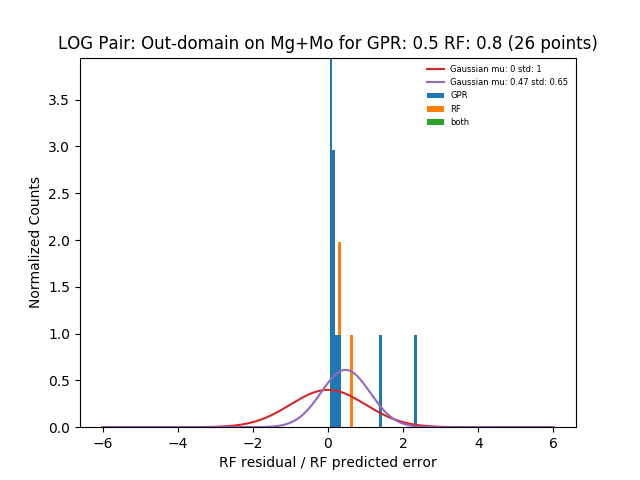 LOG Pair: Out-domain on Mg+Mo for GPR: 0.5 RF: 0.8 (26 points)
Gaussian mu: 0 std: 1
Gaussian mu: 0.47 std: 0.65
GPR
RF
both
Normalized Counts
3.5
3.0
2.5
2.0
1.5
1.0
0.5
0.0
−6
−4
−2
0
2
4
6
RF residual / RF predicted error